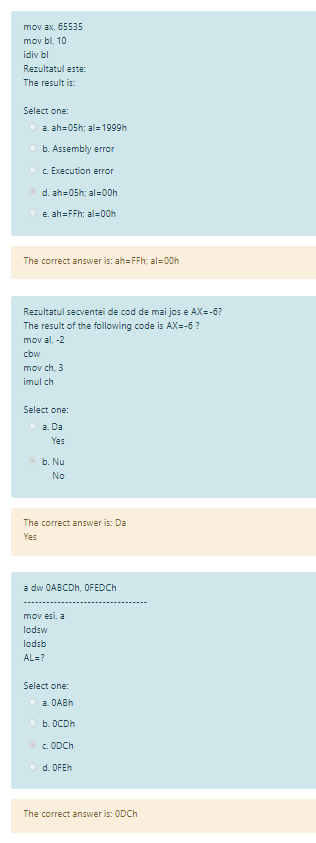 mov ax, 65535
mov bl, 10
idiv bl
Rezultatul este:
The result is:
Select one:
a. ah=05h; al=1999h
b. Assembly error
c. Execution error
d. ah=05h; al=00h
e. ah=FFh; al=00h
The correct answer is: ah=FFh; al=00h
Rezultatul secventei de cod de mai jos e AX=-6?
The result of the following code is AX=-6 ?
mov al, -2
cbw
mov ch, 3
imul ch
Select one:
a. Da
Yes
b. Nu
No
The correct answer is: Da
Yes
a dw 0ABCDh, 0FEDCh
---------------------------------
mov esi, a
lodsw
lodsb
AL=?
Select one:
a. 0ABh
b. 0CDh
c. 0DCh
d. 0FEh
The correct answer is: 0DCh